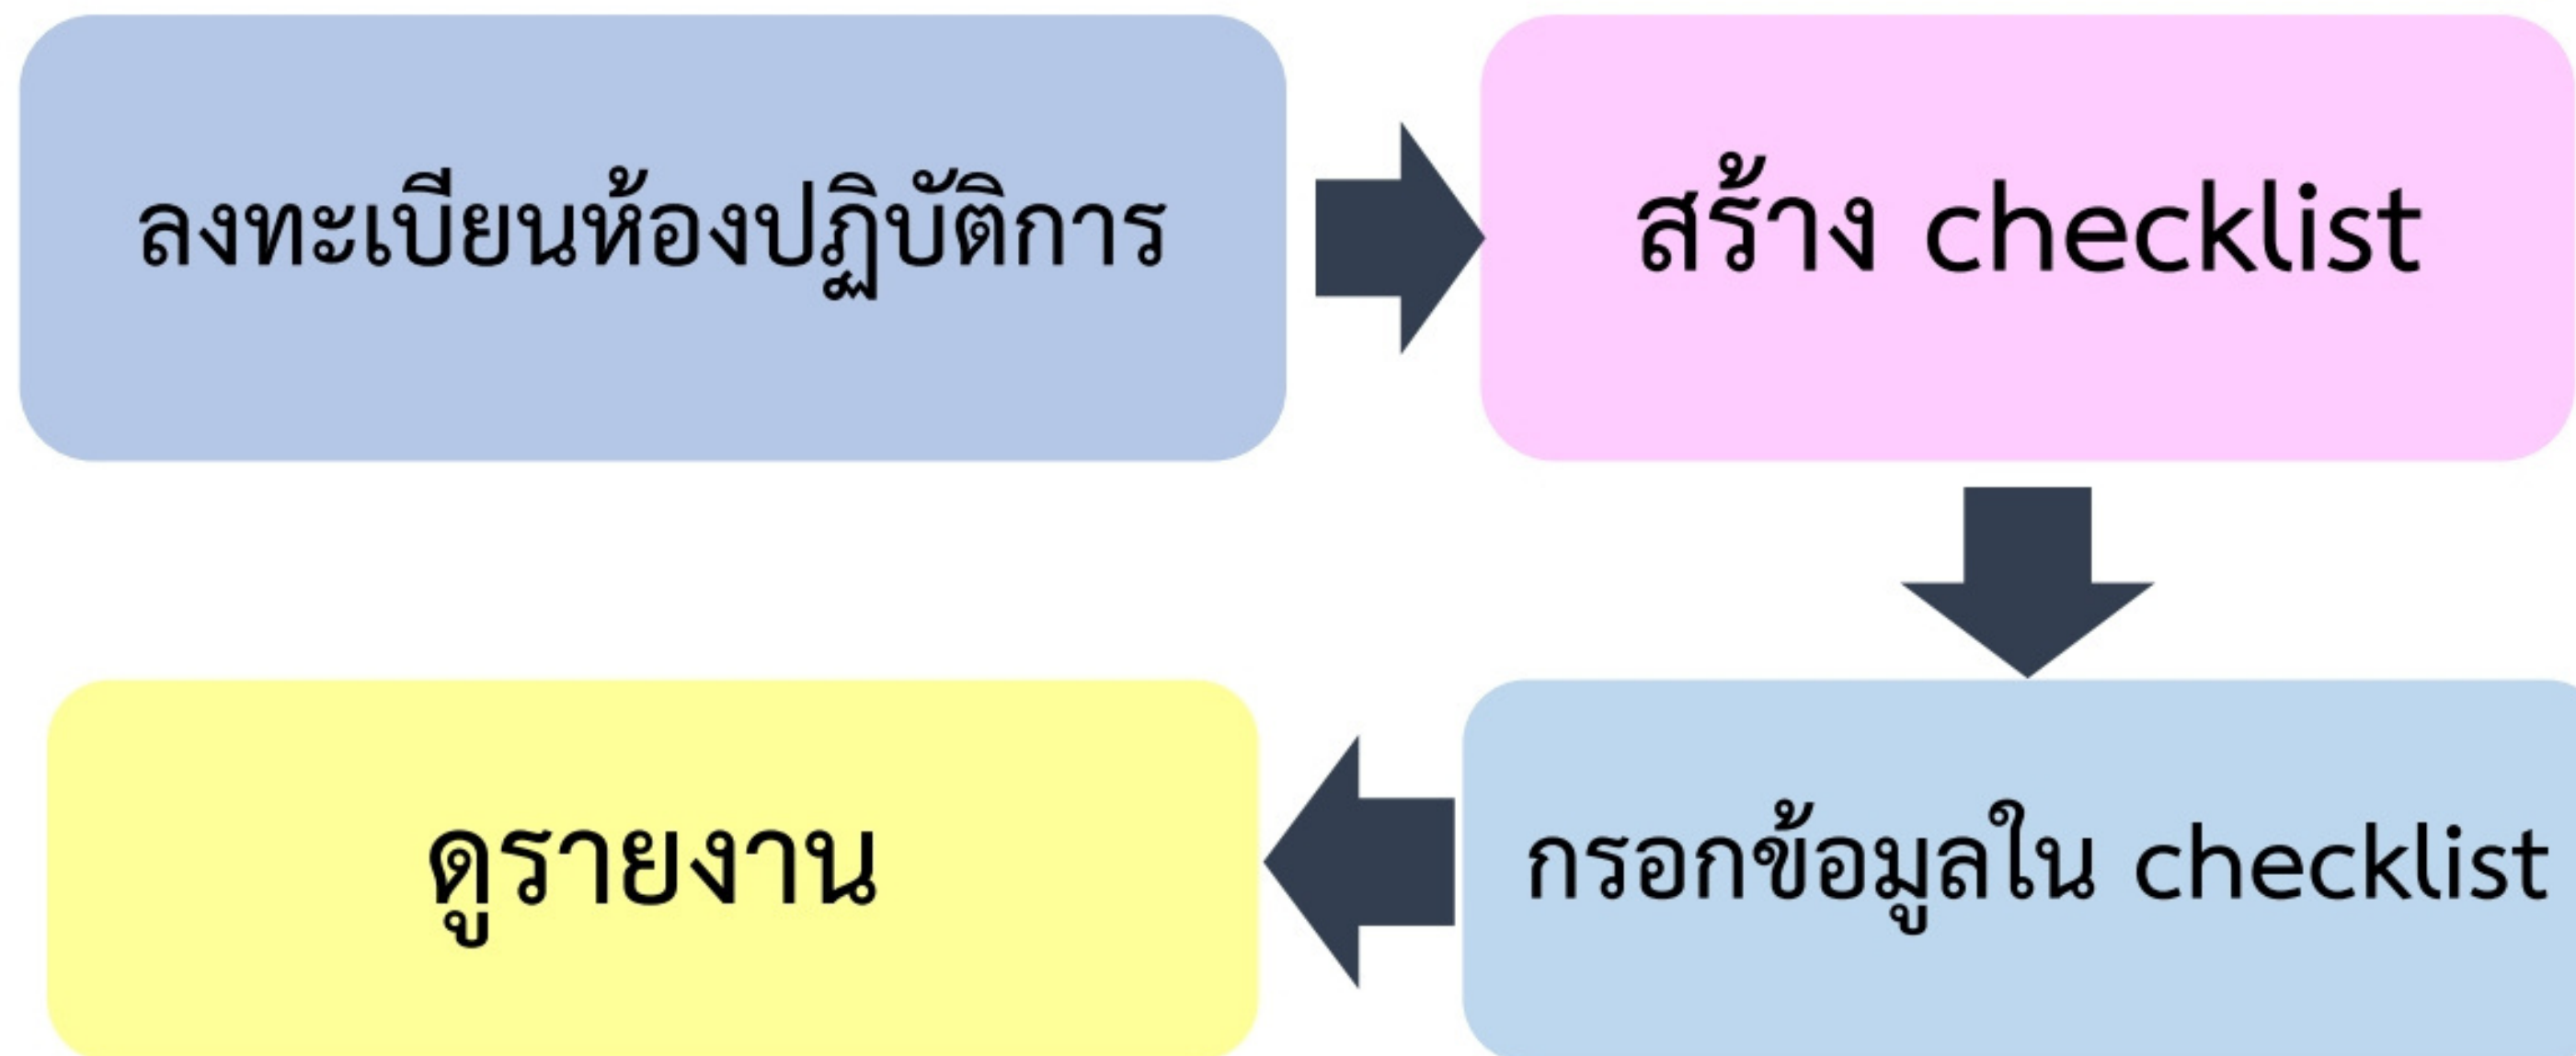 ลงทะเบียนห้องปฏิบัติการ
สร้าง checklist
กรอกข้อมูลใน checklist
ดูรายงาน